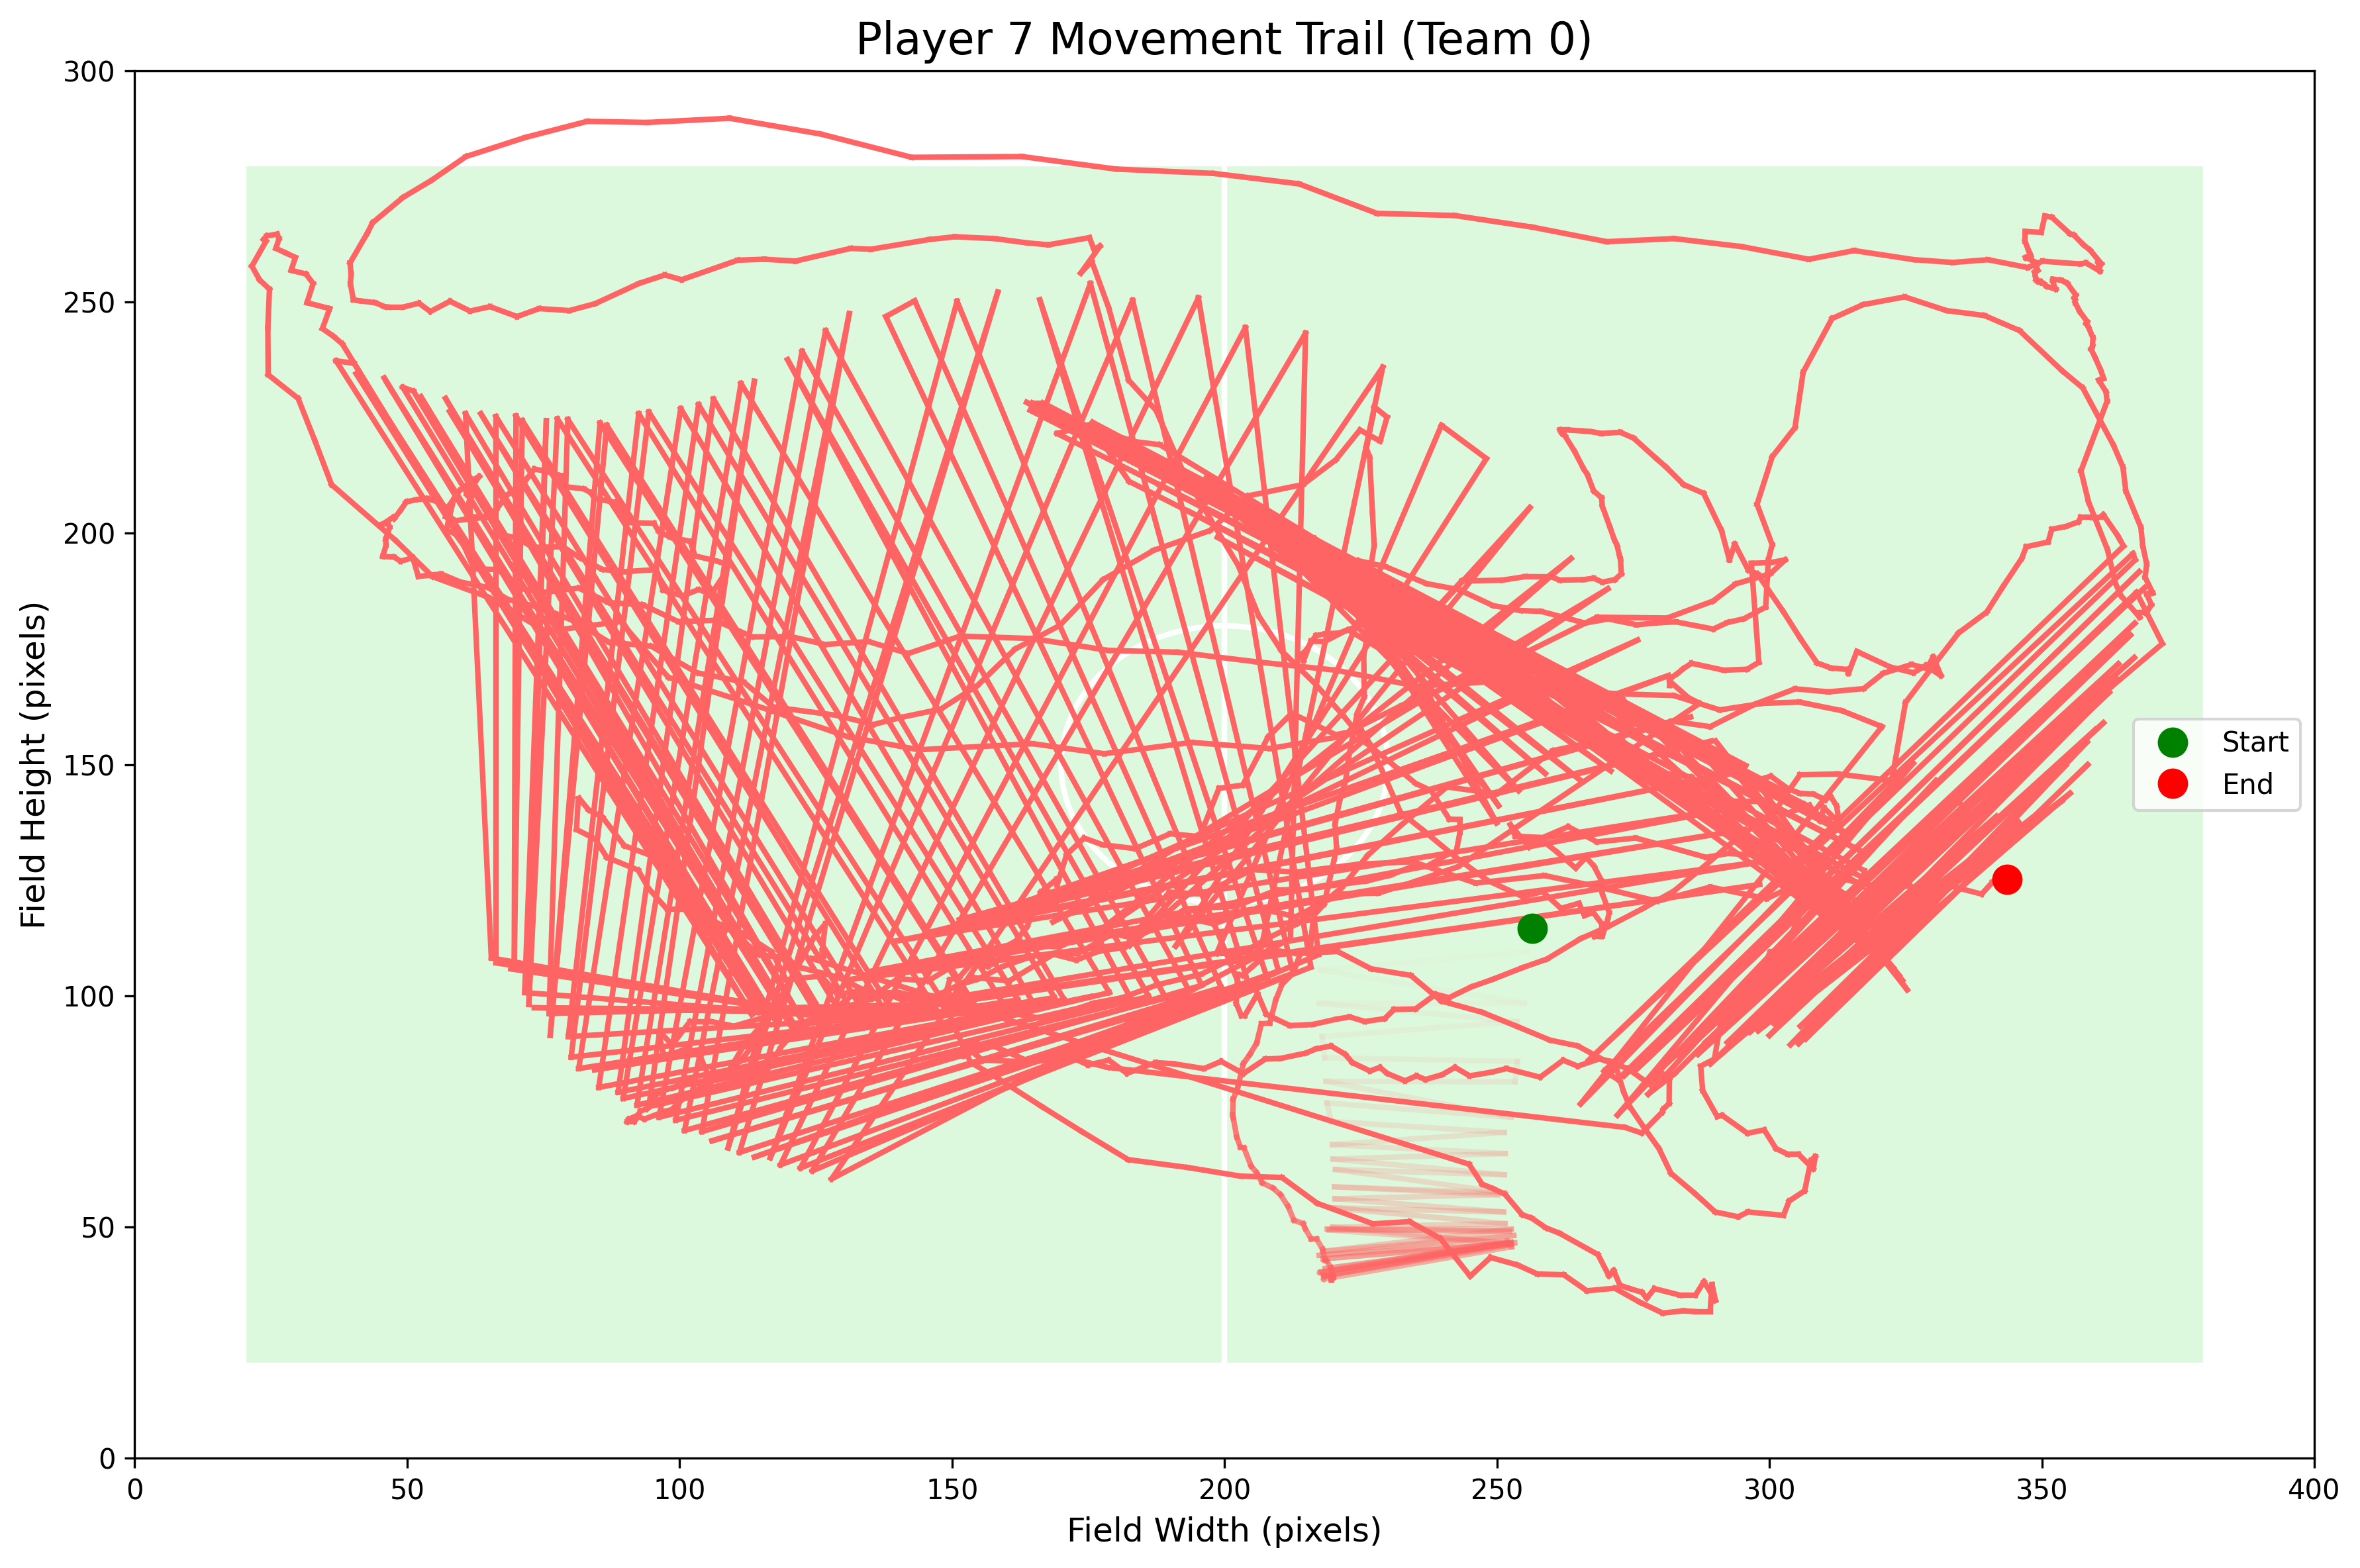 Player 7 Movement Trail (Team 0)
Field Height (pixels)
300
250
200
150
100
50
0
Start
End
0 50 100 150 200 250 300 350 400
Field Width (pixels)